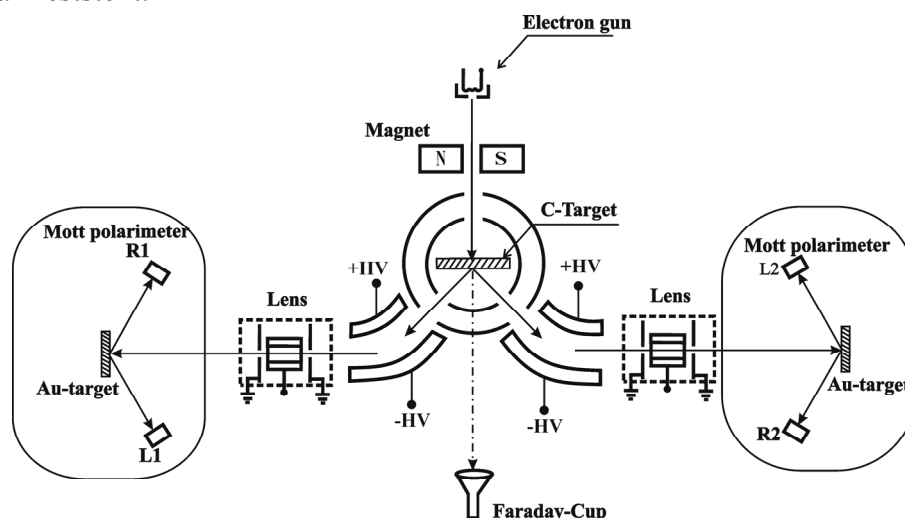 Electron gun
Magnet
N
S
C-Target
Mott polarimeter
R1
+HV
+HV
Mott polarimeter
L2
Lens
Lens
Au-target
Au-target
L1
-HV
-HV
R2
Faraday-Cup